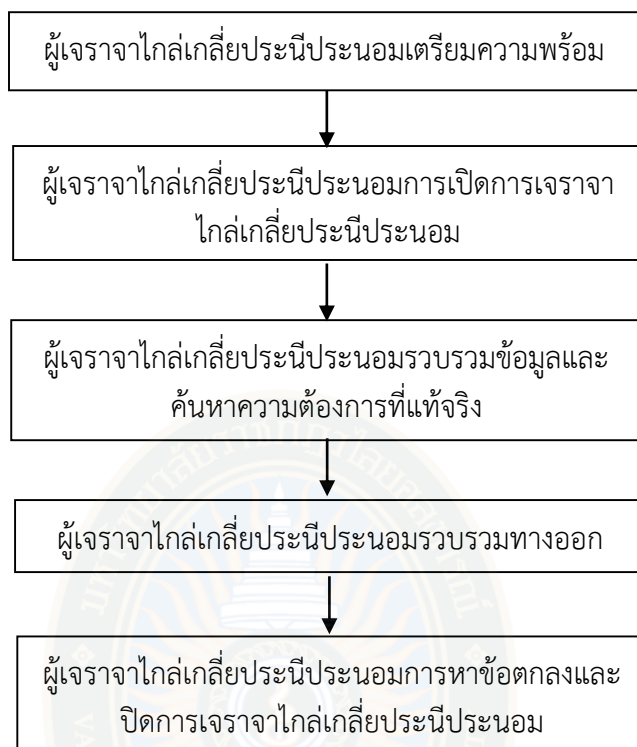 ผู้เจราจาไกล่เกลี่ยประนีประนอมเตรียมความพร้อม
ผู้เจราจาไกล่เกลี่ยประนีประนอมการเปิดการเจราจา
ไกล่เกลี่ยประนีประนอม
ผู้เจราจาไกล่เกลี่ยประนีประนอมรวบรวมข้อมูลและ
ค้นหาความต้องการที่แท้จริง
ผู้เจราจาไกล่เกลี่ยประนีประนอมรวบรวมทางออก
ผู้เจราจาไกล่เกลี่ยประนีประนอมการหาข้อตกลงและ
ปิดการเจราจาไกล่เกลี่ยประนีประนอม